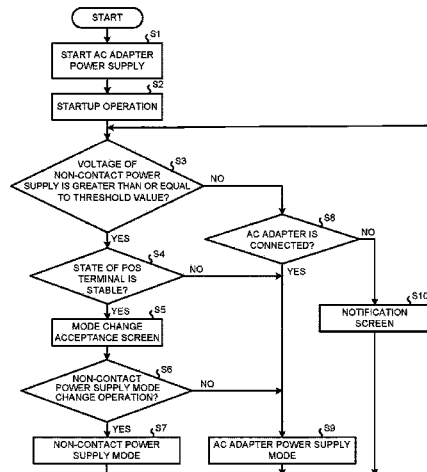 START
S1
START AC ADAPTER
POWER SUPPLY
S2
STARTUP OPERATION
S3
VOLTAGE OF
NON-CONTACT POWER
SUPPLY IS GREATER THAN OR EQUAL
TO THRESHOLD VALUE?
NO
YES
S8
AC ADAPTER IS
CONNECTED?
NO
YES
S4
STATE OF POS
TERMINAL IS
STABLE?
NO
YES
S10
NOTIFICATION
SCREEN
S5
MODE CHANGE
ACCEPTANCE SCREEN
S6
NON-CONTACT
POWER SUPPLY MODE
CHANGE OPERATION?
NO
YES
S7
NON-CONTACT POWER
SUPPLY MODE
S9
AC ADAPTER POWER SUPPLY
MODE